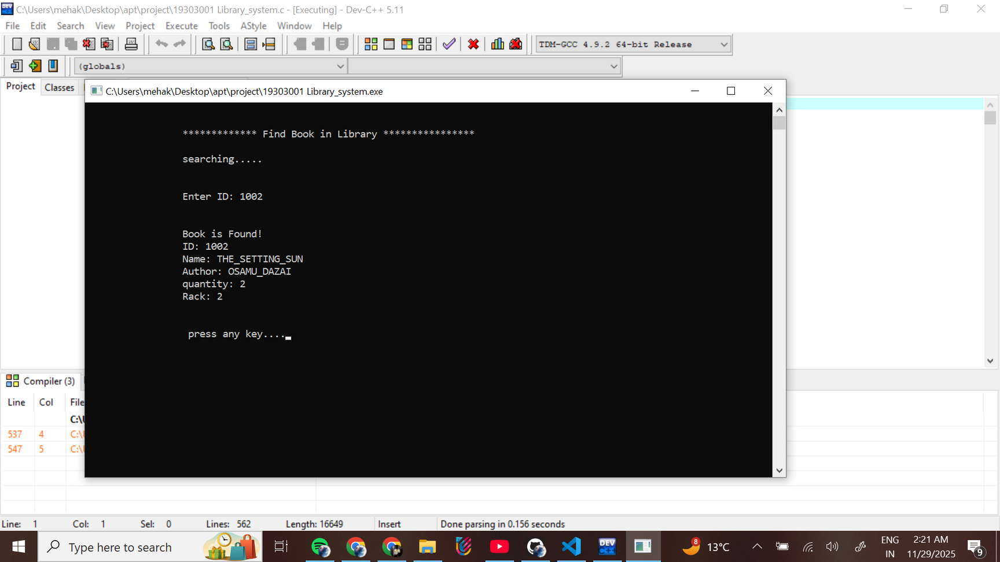 C:\Users\mehak\Desktop\apt\project\19303001 Library_system.c - [Executing] - Dev-C++ 5.11
File Edit Search View Project Execute Tools AStyle Window Help
TDM-GCC 4.9.2 64-bit Release
(globals)
Project Classes
C:\Users\mehak\Desktop\apt\project\19303001 Library_system.exe
************* Find Book in Library ****************
searching.....
Enter ID: 1002
Book is Found!
ID: 1002
Name: THE_SETTING_SUN
Author: OSAMU_DAZAI
quantity: 2
Rack: 2
press any key....
Compiler (3)
Line Col File
C:\U
537 4 C:\U
547 5 C:\U
Line: 1 Col: 1 Sel: 0 Lines: 562 Length: 16649 Insert Done parsing in 0.156 seconds
Type here to search
DEV C++
8
13°C
ENG
IN
2:21 AM
11/29/2025
9